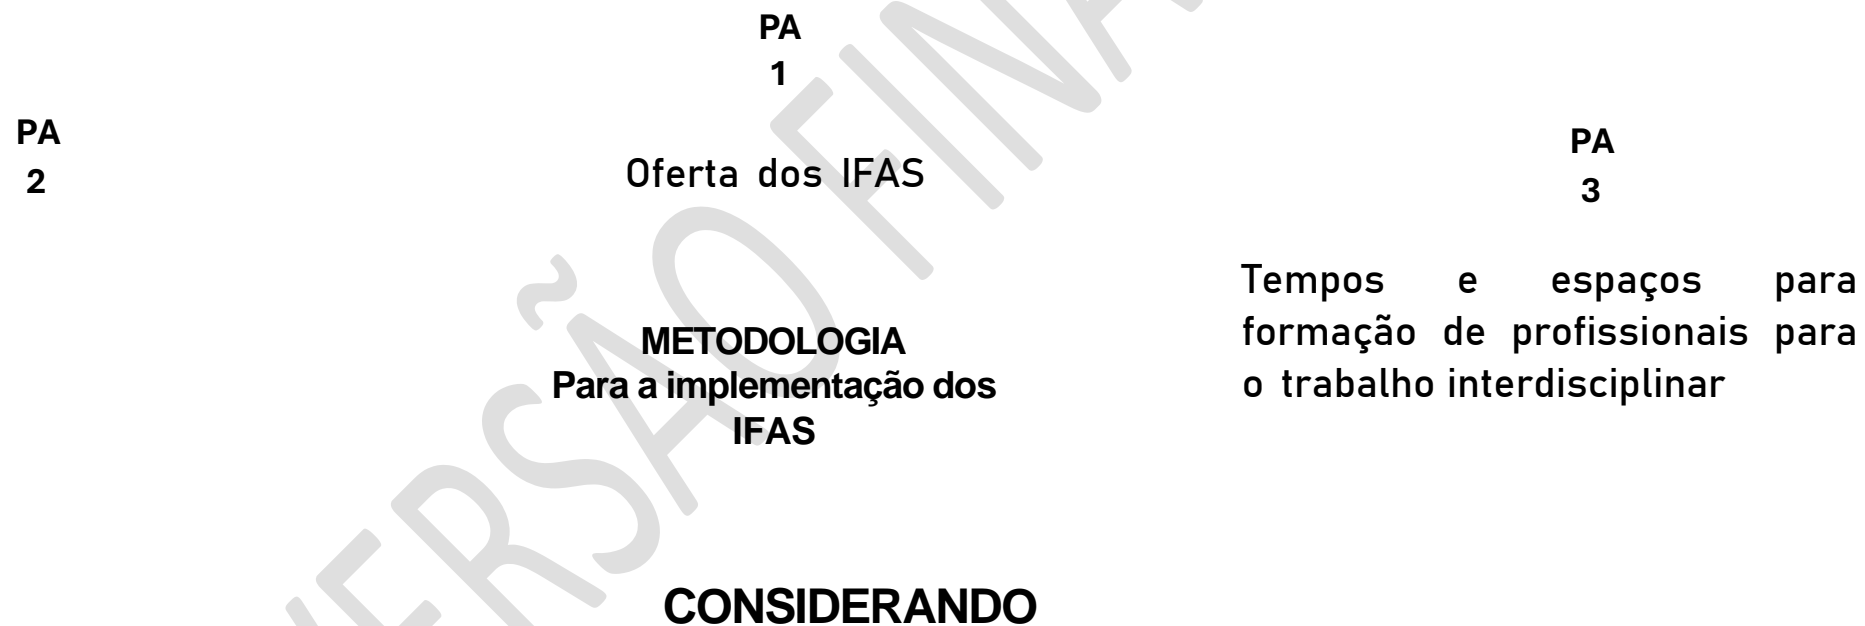 PA
1
PA
2
Oferta dos IFAS
PA
3
Tempos e espaços para
formação de profissionais para
o trabalho interdisciplinar
METODOLOGIA
Para a implementação dos
IFAS
CONSIDERANDO